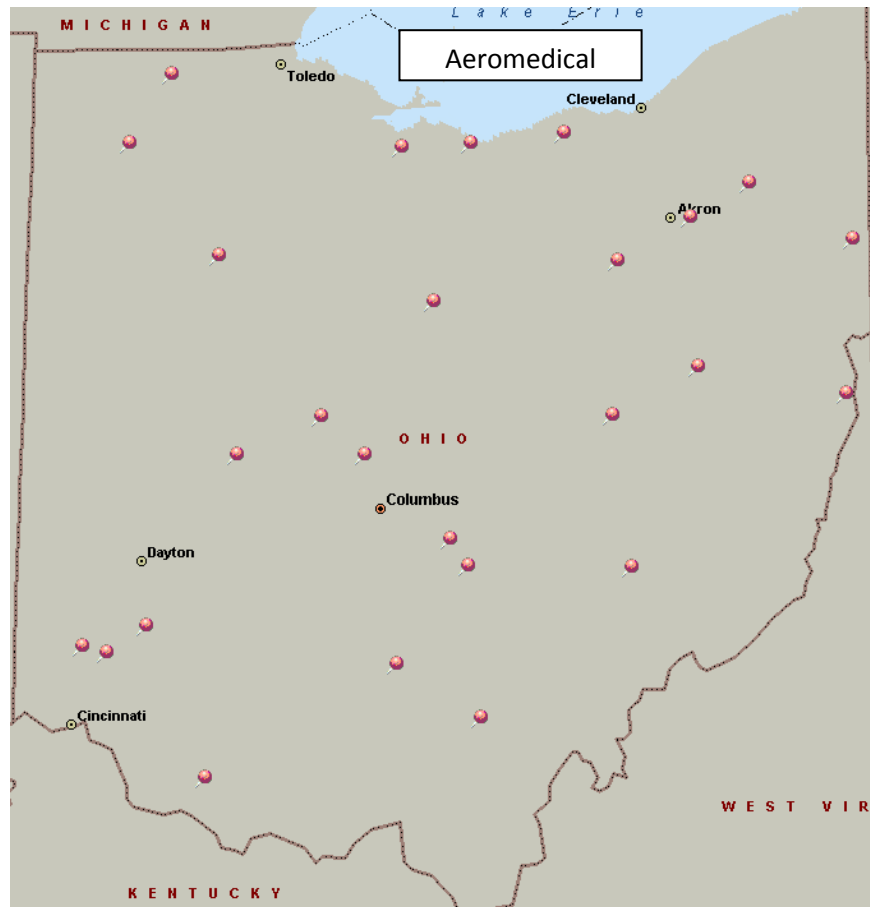 Lake Erie
MICHIGAN
Aeromedical
Toledo
Cleveland
Akron
OHIO
Columbus
Dayton
Cincinnati
WEST VIR
KENTUCKY